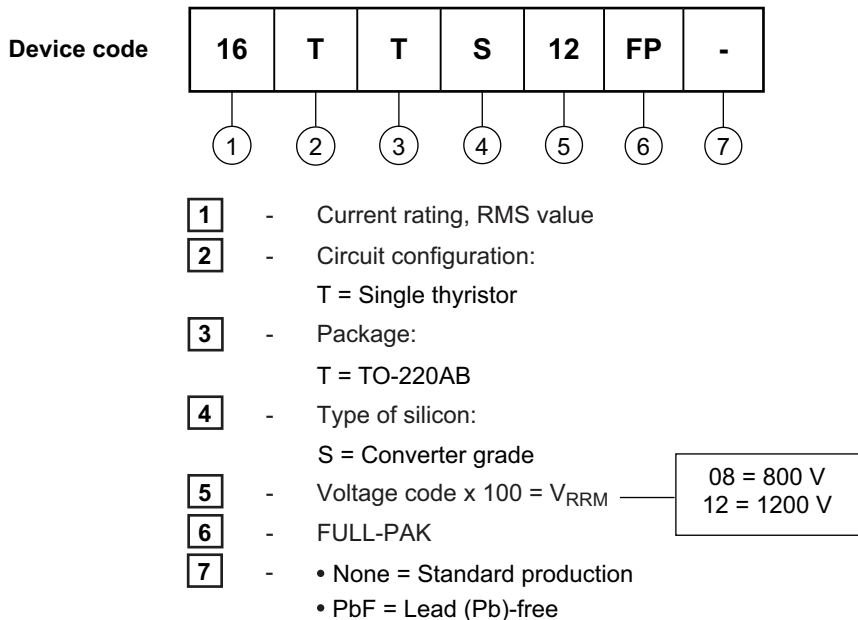 Device code 16 T T S 12 FP -
1 2 3 4 5 6 7
1 - Current rating, RMS value
2 - Circuit configuration:
T = Single thyristor
3 - Package:
T = TO-220AB
4 - Type of silicon:
S = Converter grade
5 - Voltage code x 100 = VRRM
08 = 800 V
12 = 1200 V
6 - FULL-PAK
7 - • None = Standard production
• PbF = Lead (Pb)-free